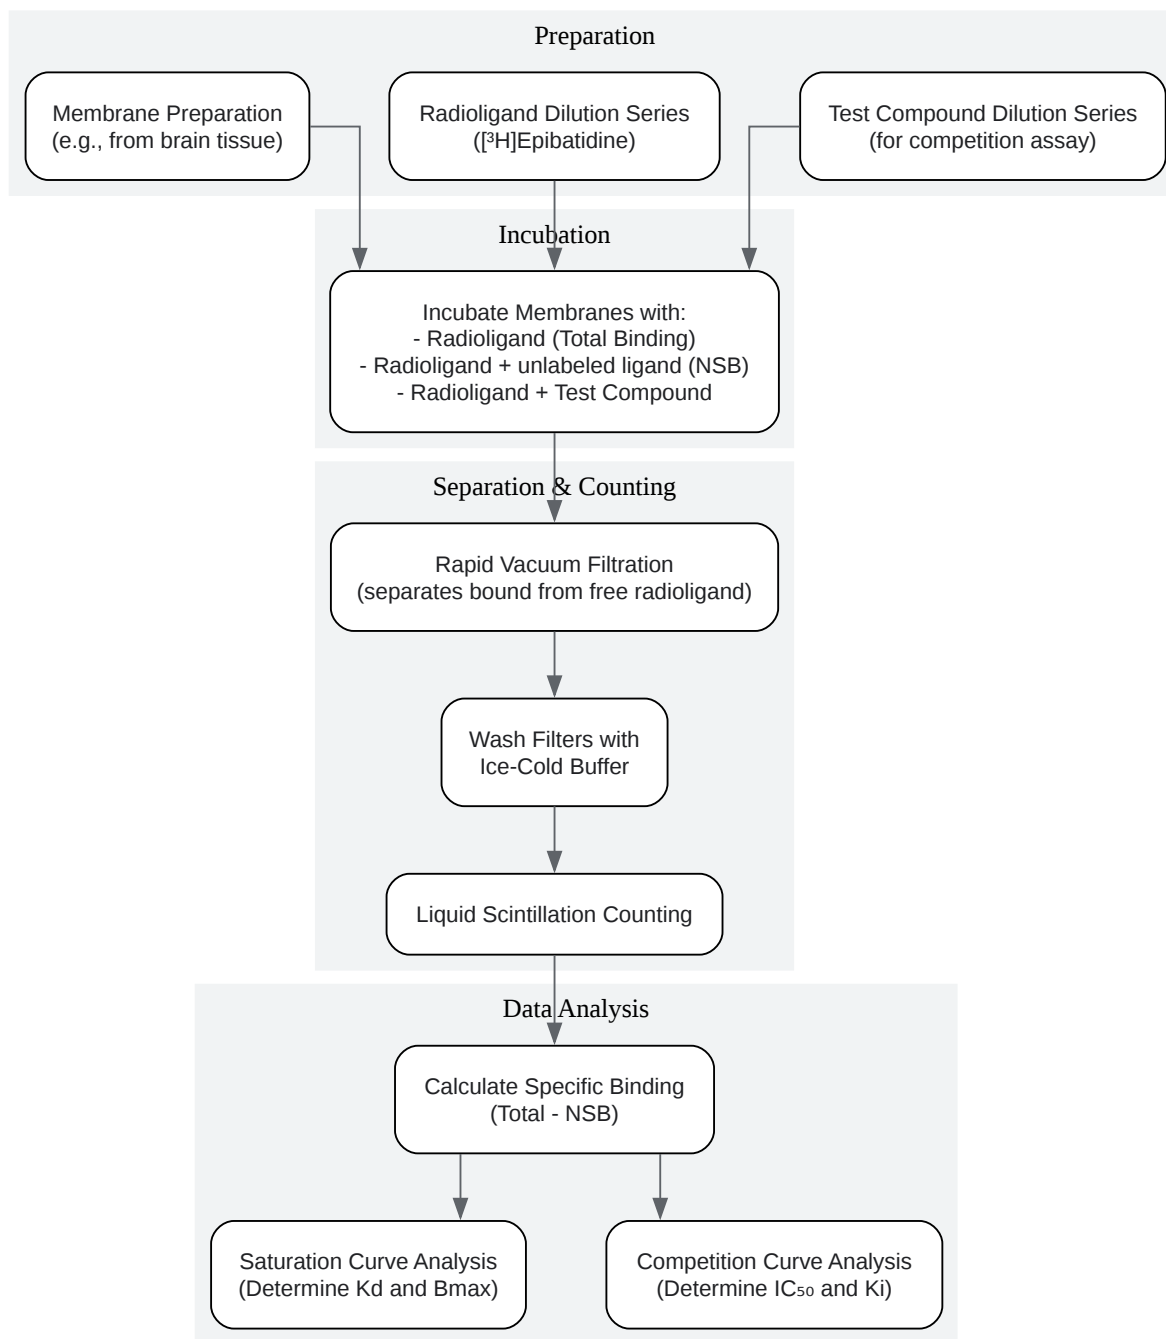 Preparation
Membrane Preparation
(e.g., from brain tissue)
Radioligand Dilution Series
([³H]Epibatidine)
Test Compound Dilution Series
(for competition assay)
Incubation
Incubate Membranes with:
- Radioligand (Total Binding)
- Radioligand + unlabeled ligand (NSB)
- Radioligand + Test Compound
Separation & Counting
Rapid Vacuum Filtration
(separates bound from free radioligand)
Wash Filters with
Ice-Cold Buffer
Liquid Scintillation Counting
Data Analysis
Calculate Specific Binding
(Total - NSB)
Saturation Curve Analysis
(Determine Kd and Bmax)
Competition Curve Analysis
(Determine IC₅₀ and Ki)